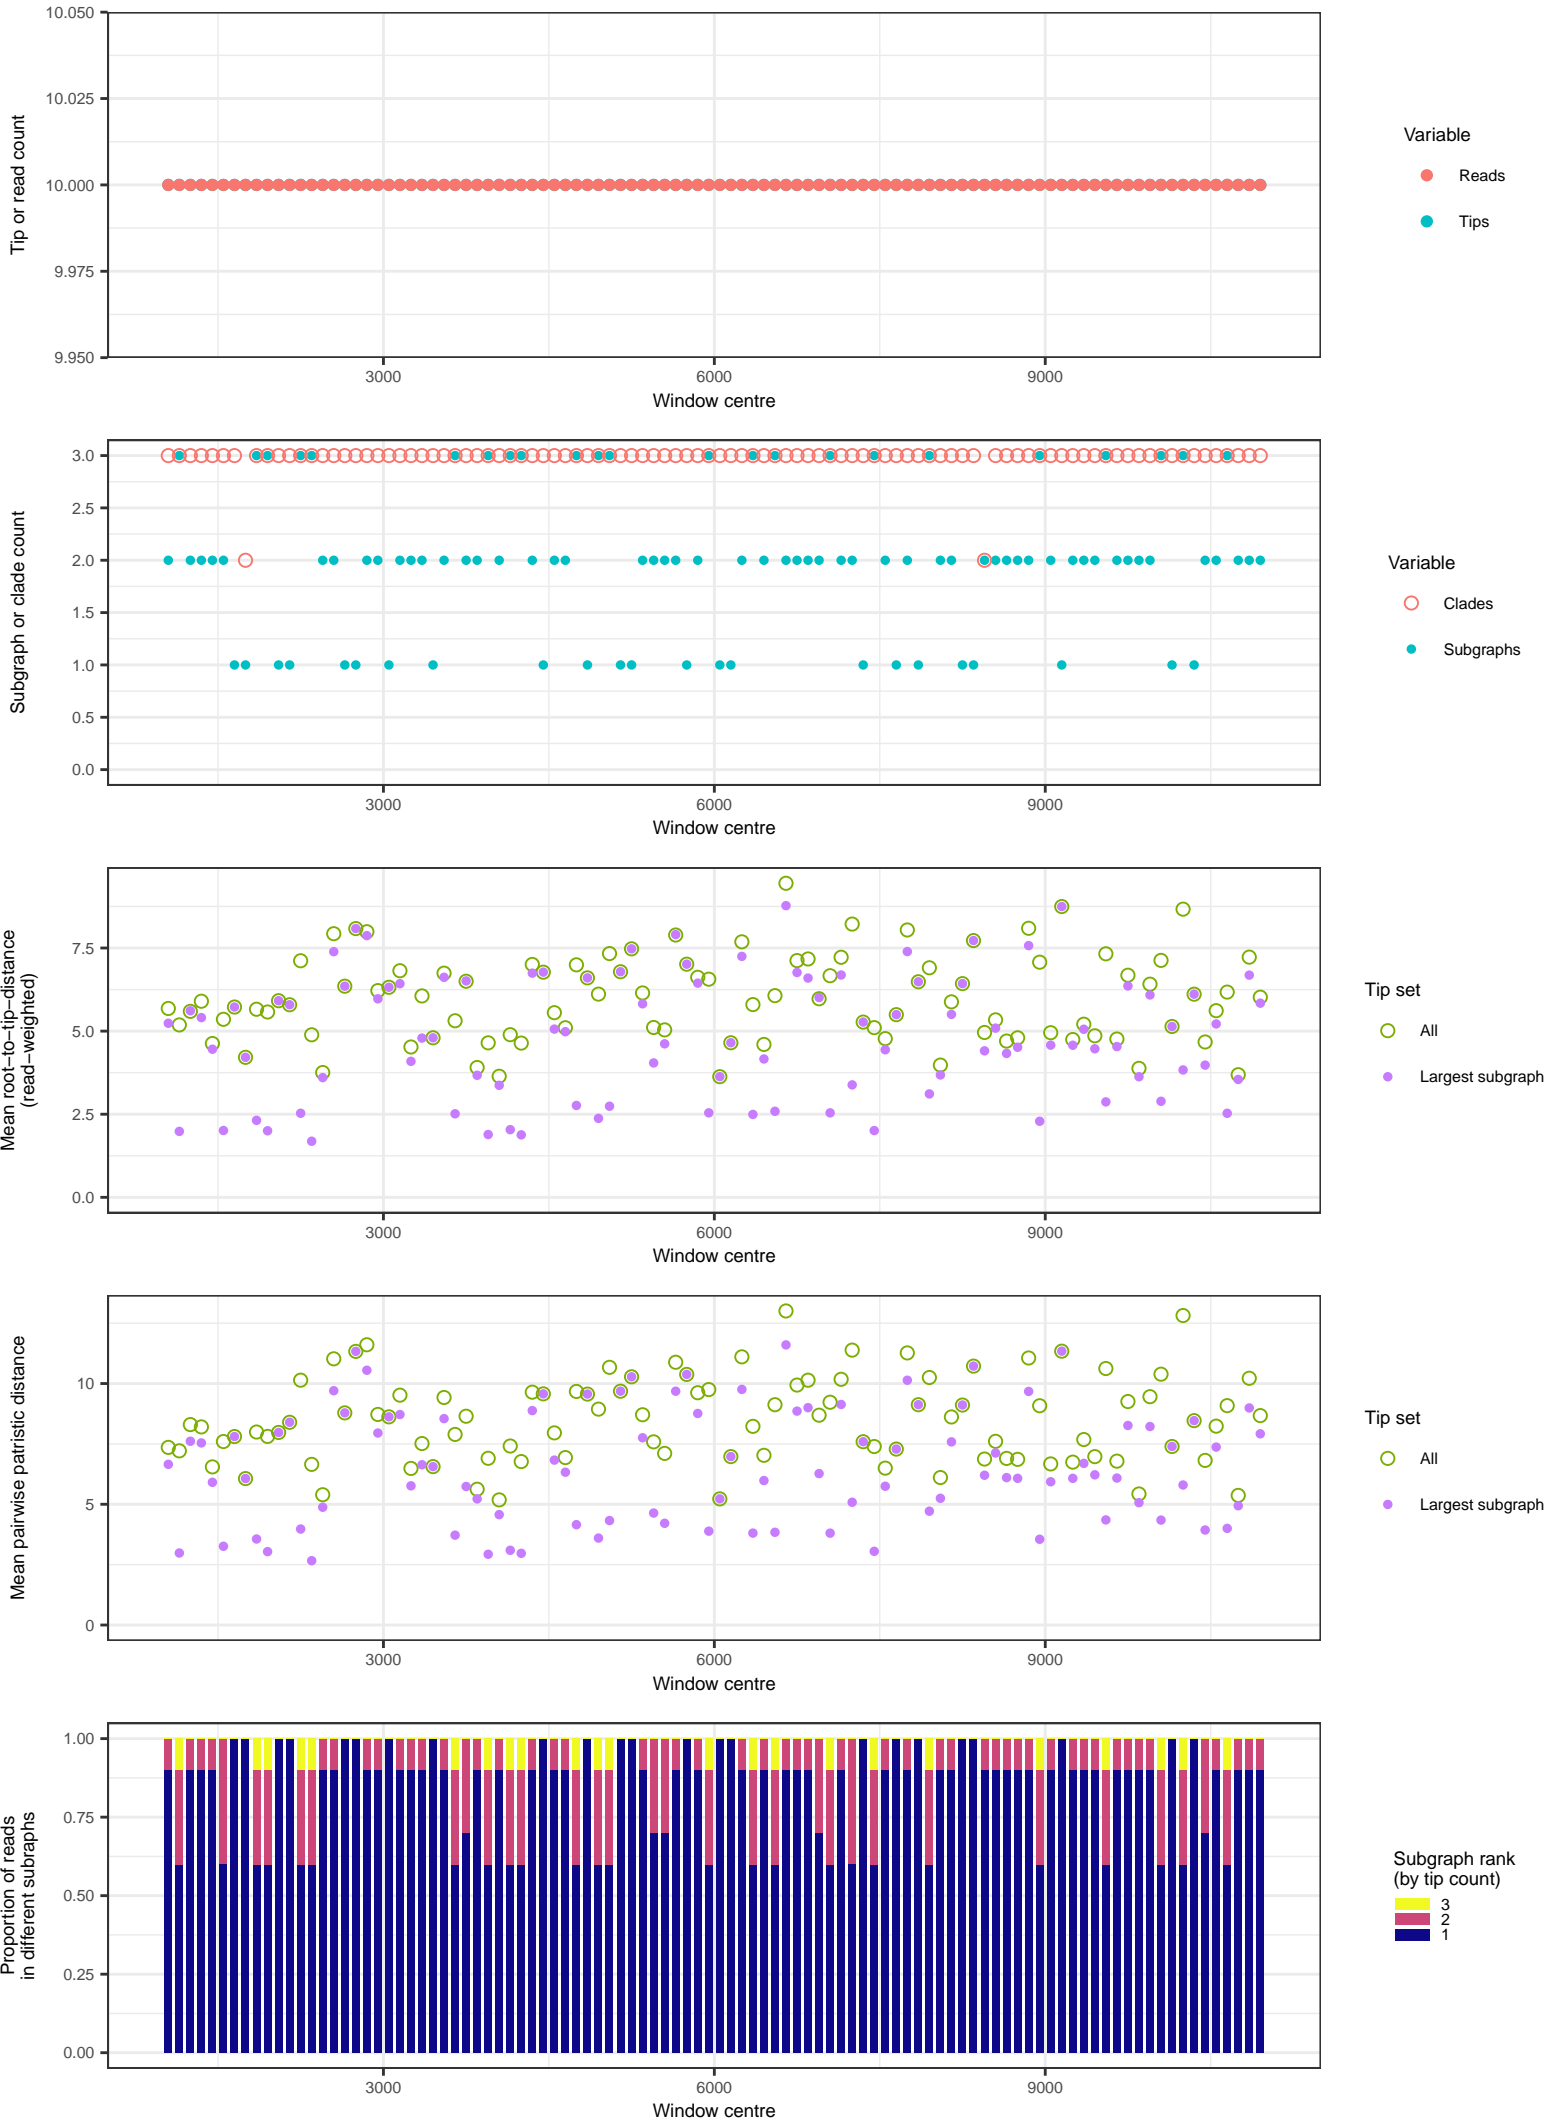 10.050
10.025
10.000
9.975
9.950
Tip or read count
3000 6000 9000
Window centre
Variable
Reads
Tips
3.0
2.5
2.0
1.5
1.0
0.5
0.0
Subgraph or clade count
3000 6000 9000
Window centre
Variable
Clades
Subgraphs
7.5
5.0
2.5
0.0
Mean root−to−tip−distance
(read−weighted)
3000 6000 9000
Window centre
Tip set
All
Largest subgraph
10
5
0
Mean pairwise patristic distance
3000 6000 9000
Window centre
Tip set
All
Largest subgraph
1.00
0.75
0.50
0.25
0.00
Proportion of reads
in different subraphs
3000 6000 9000
Window centre
Subgraph rank
(by tip count)
3
2
1